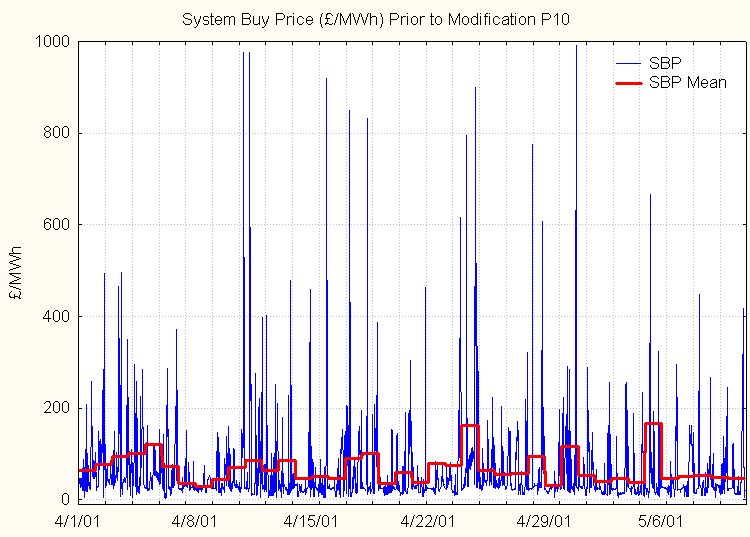 System Buy Price (£/MWh) Prior to Modification P10
1000
800
600
400
200
0
£/MWh
SBP
SBP Mean
4/1/01 4/8/01 4/15/01 4/22/01 4/29/01 5/6/01